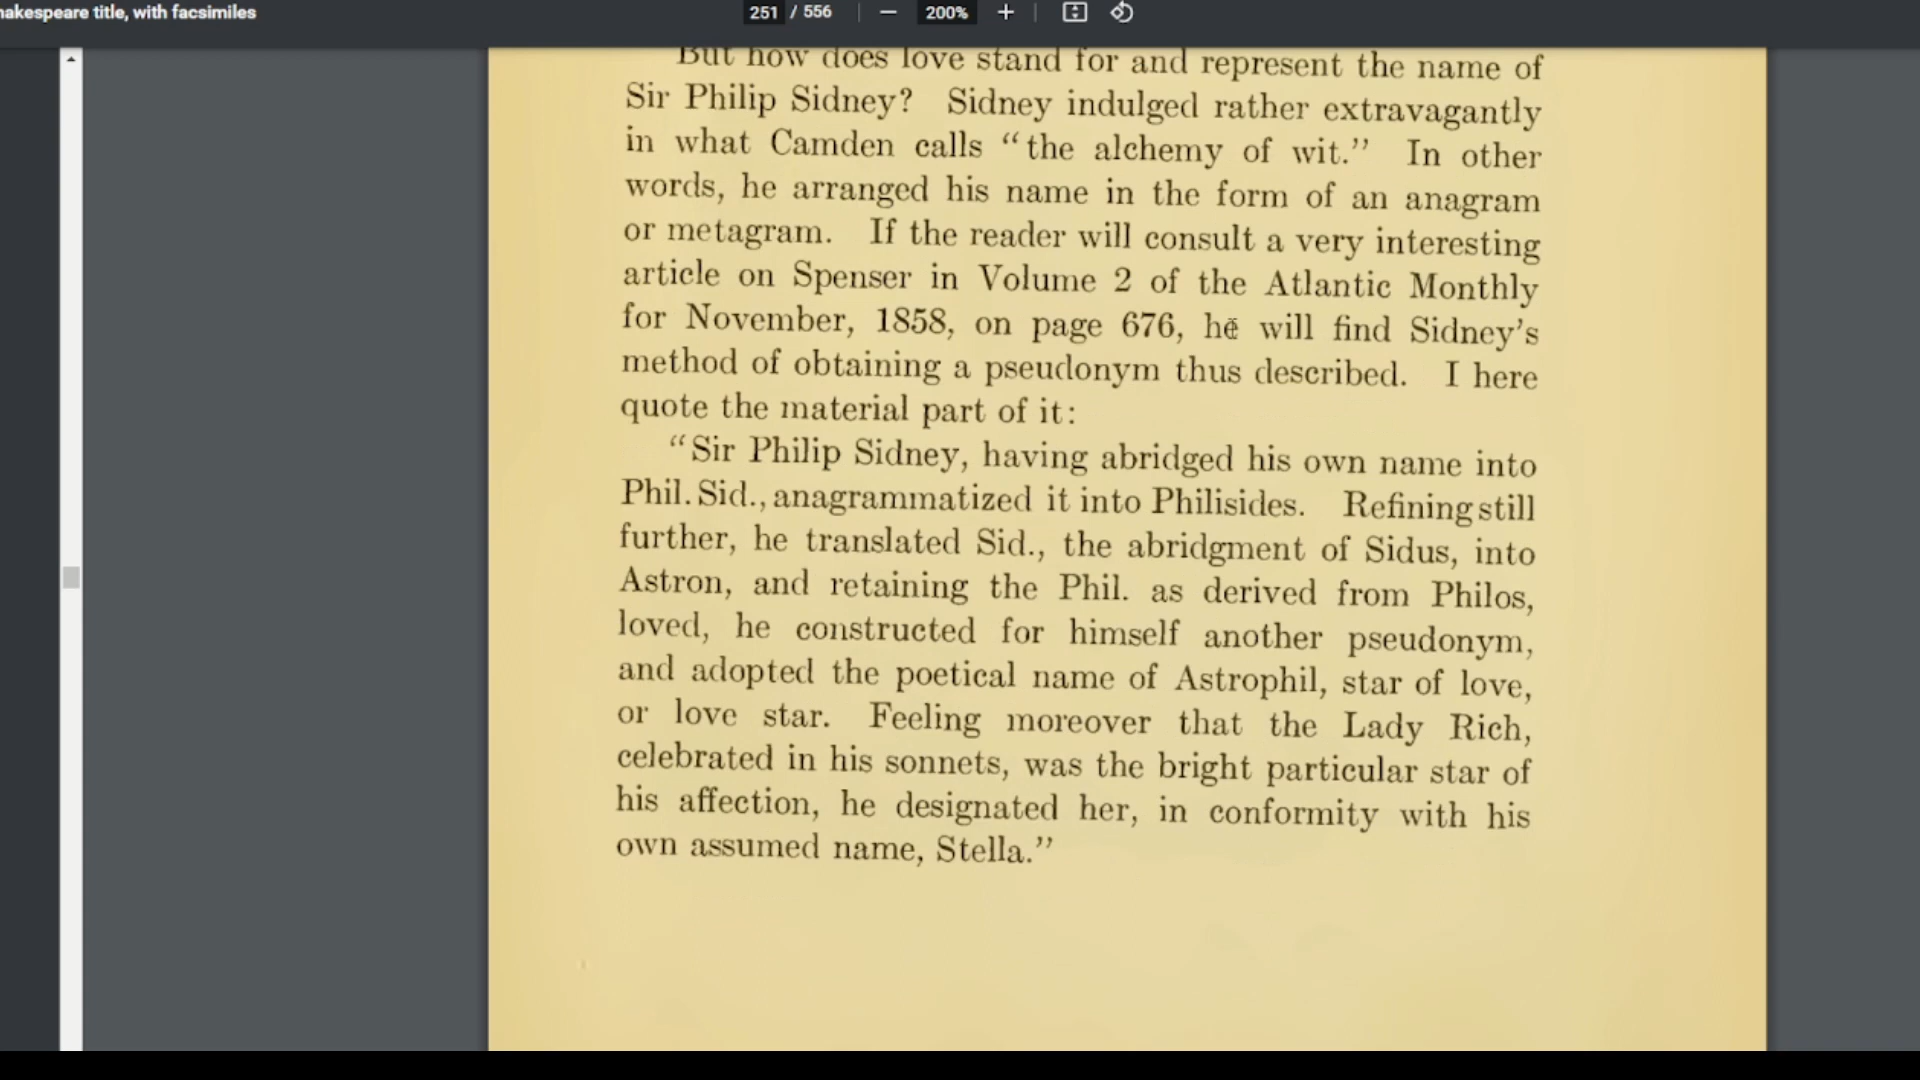 hakespeare title, with facsimiles
251 / 556
200%
But how does love stand for and represent the name of
Sir Philip Sidney? Sidney indulged rather extravagantly
in what Camden calls “the alchemy of wit.” In other
words, he arranged his name in the form of an anagram
or metagram. If the reader will consult a very interesting
article on Spenser in Volume 2 of the Atlantic Monthly
for November, 1858, on page 676, he will find Sidney’s
method of obtaining a pseudonym thus described. I here
quote the material part of it:
“Sir Philip Sidney, having abridged his own name into
Phil. Sid., anagrammatized it into Philisides. Refining still
further, he translated Sid., the abridgment of Sidus, into
Astron, and retaining the Phil. as derived from Philos,
loved, he constructed for himself another pseudonym,
and adopted the poetical name of Astrophil, star of love,
or love star. Feeling moreover that the Lady Rich,
celebrated in his sonnets, was the bright particular star of
his affection, he designated her, in conformity with his
own assumed name, Stella.”